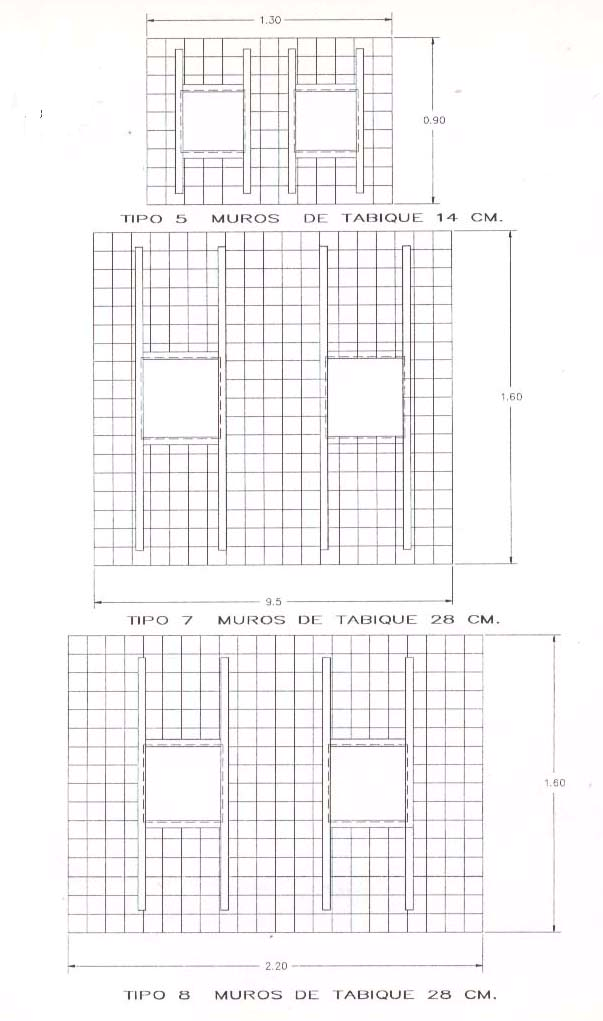 1.30
0.90
TIPO 5 MUROS DE TABIQUE 14 CM.
1.60
9.5
TIPO 7 MUROS DE TABIQUE 28 CM.
1.60
2.20
TIPO 8 MUROS DE TABIQUE 28 CM.